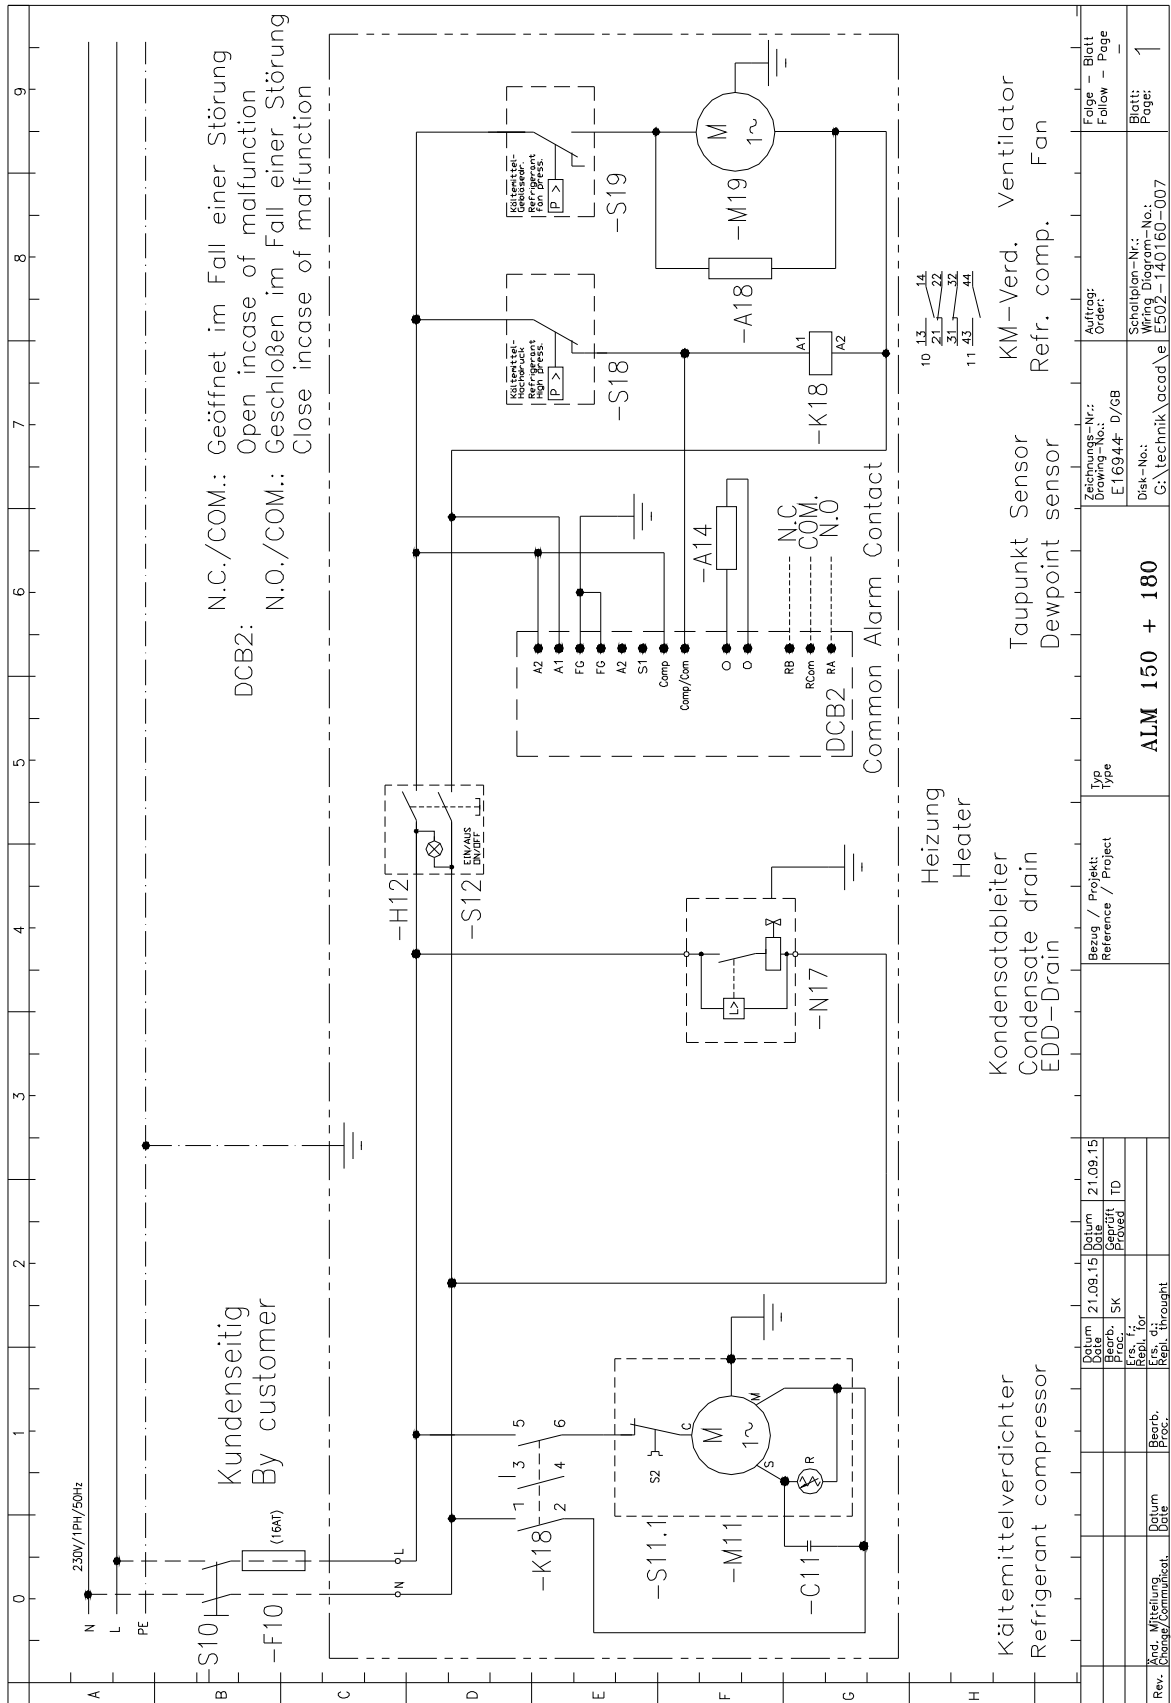 0 1 2 3 4 5 6 7 8 9
A
B
C
D
E
F
G
H
230V/1PH/50Hz
N
L
PE
S10
-F10
(16AT)
Kundenseitig
By customer
N
L
DCB2:
N.C./COM.: Geöffnet im Fall einer Störung
Open incase of malfunction
N.O./COM.: Geschloßen im Fall einer Störung
Close incase of malfunction
-H12
-S12
EIN/AUS
ON/OFF
-K18
1 3 5
2 4 6
-S11.1
S2
-M11
C
M
1~
S
M
R
-C11
-N17
L>
DCB2
A2
A1
FG
FG
A2
S1
Comp
Comp/Com
O
O
RB
RCom
RA
-A14
N.C
COM.
N.O
Common Alarm Contact
Kältemittel-
Hochdruck
Refrigerant
High press.
P >
-S18
Kältemittel-
Gebläsedr.
Refrigerant
fan press.
P >
-S19
-K18
A1
A2
-A18
-M19
M
1~
10 13 14
21 22
31 32
11 43 44
Kältemittelverdichter
Refrigerant compressor
Kondensatableiter
Condensate drain
EDD-Drain
Heizung
Heater
Taupunkt Sensor
Dewpoint sensor
KM-Verd. Ventilator
Refr. comp. Fan
Rev.
Änd. Mitteilung
Change/Communicat.
Datum
Date
Bearb.
Proc.
Datum
Date
21.09.15
Datum
Date
21.09.15
Bearb.
Proc.
SK
Geprüft
Proved
TD
Ers. f.:
Repl. for
Ers. d.:
Repl. throught
Bezug / Projekt:
Reference / Project
Typ
Type
ALM 150 + 180
Zeichnungs-Nr.:
Drawing-No.:
E16944 D/GB
Disk-No.:
G:\technik\acad\e
Auftrag:
Order:
Schaltplan-Nr.:
Wiring Diagram-No.:
E502-140160-007
Folge - Blatt
Follow - Page
-
Blatt:
Page:
1